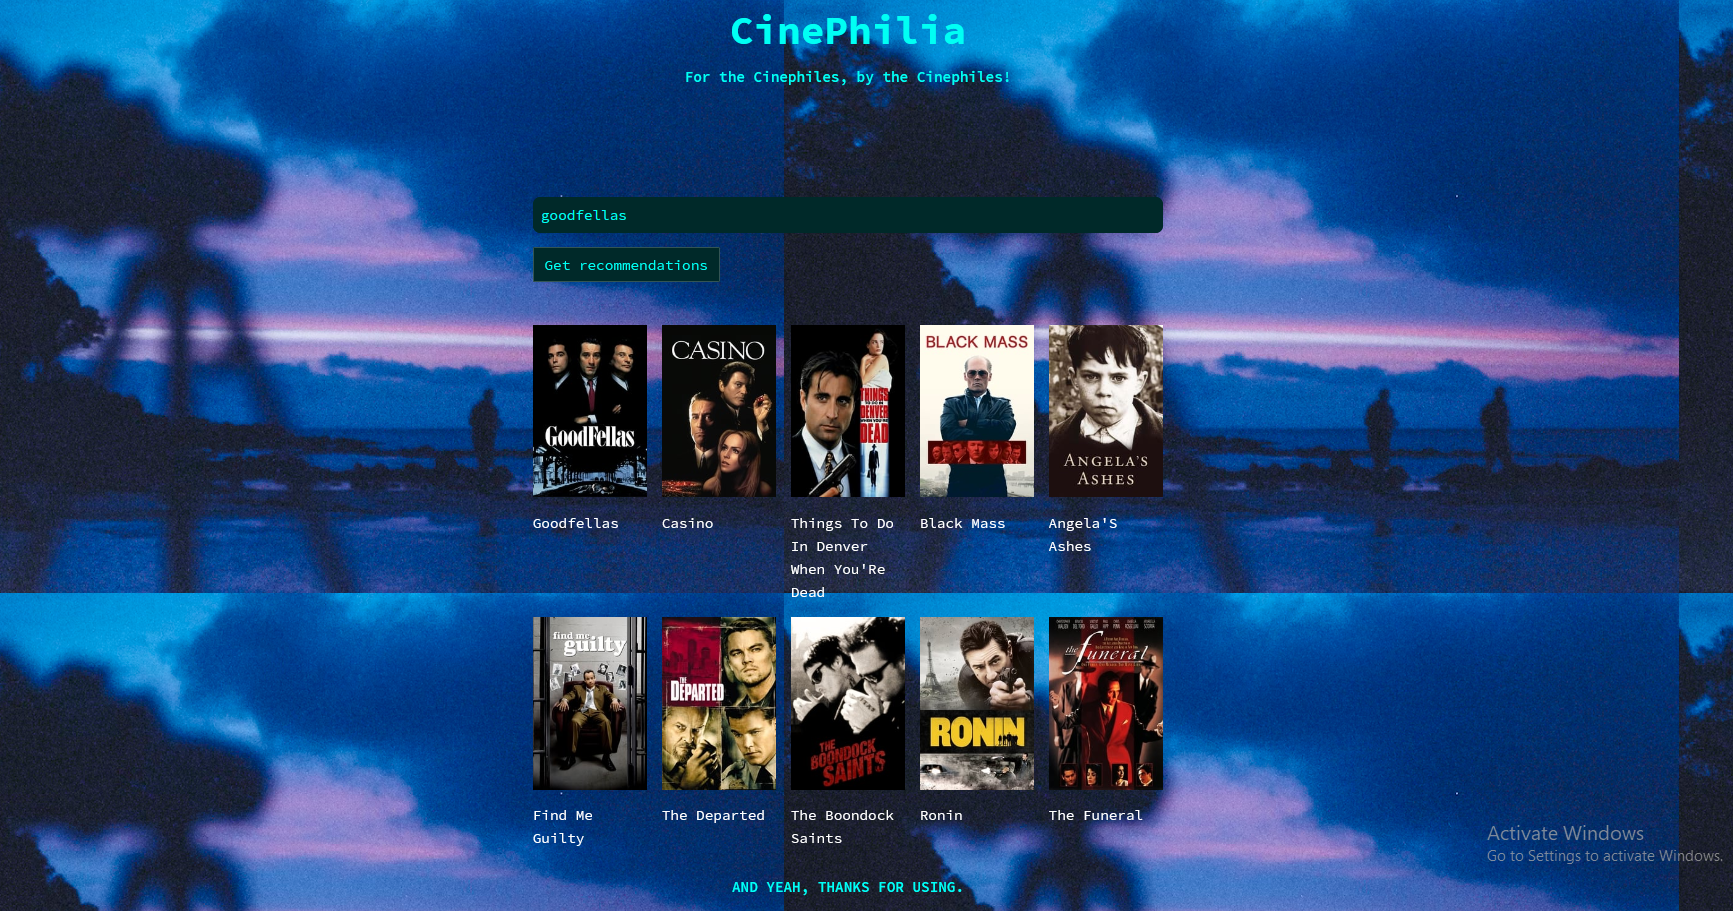 CinePhilia
For the Cinephiles, by the Cinephiles!
goodfellas
Get recommendations
GoodFellas
CASINO
THINGS
TO DO IN
DENVER
WHEN YOU'RE
DEAD
BLACK MASS
ANGELA'S
ASHES
Goodfellas
Casino
Things To Do
In Denver
When You'Re
Dead
Black Mass
Angela'S
Ashes
find me
guilty
THE
DEPARTED
THE
BOONDOCK
SAINTS
RONIN
the
funeral
Find Me
Guilty
The Departed
The Boondock
Saints
Ronin
The Funeral
Activate Windows
Go to Settings to activate Windows.
AND YEAH, THANKS FOR USING.